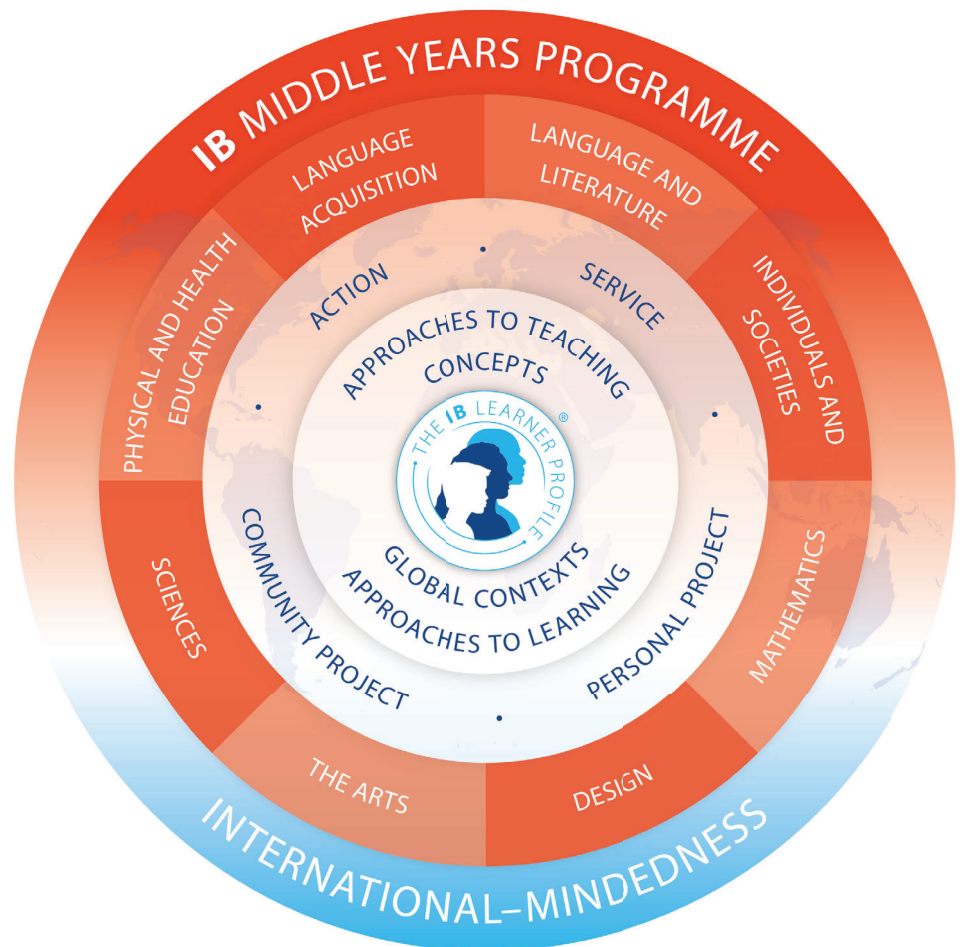 IB MIDDLE YEARS PROGRAMME
LANGUAGE
ACQUISITION
LANGUAGE AND
LITERATURE
INDIVIDUALS AND
SOCIETIES
MATHEMATICS
DESIGN
THE ARTS
SCIENCES
PHYSICAL AND HEALTH
EDUCATION
ACTION
SERVICE
PERSONAL PROJECT
COMMUNITY PROJECT
APPROACHES TO TEACHING
CONCEPTS
THE IB LEARNER PROFILE
®
GLOBAL CONTEXTS
APPROACHES TO LEARNING
INTERNATIONAL–MINDEDNESS